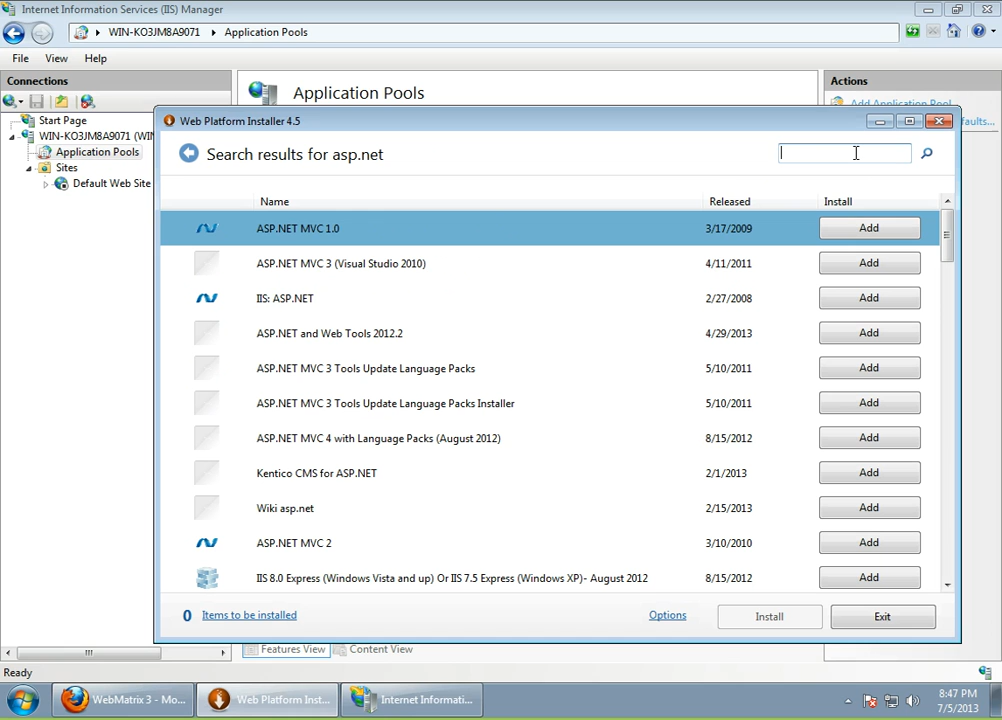 Internet Information Services (IIS) Manager
WIN-KO3JM8A9071 Application Pools
File View Help
Connections
Start Page
WIN-KO3JM8A9071 (WIN
Application Pools
Sites
Default Web Site
Application Pools
Actions
Add Application Pool
faults...
Web Platform Installer 4.5
Search results for asp.net
Name Released Install
ASP.NET MVC 1.0 3/17/2009 Add
ASP.NET MVC 3 (Visual Studio 2010) 4/11/2011 Add
IIS: ASP.NET 2/27/2008 Add
ASP.NET and Web Tools 2012.2 4/29/2013 Add
ASP.NET MVC 3 Tools Update Language Packs 5/10/2011 Add
ASP.NET MVC 3 Tools Update Language Packs Installer 5/10/2011 Add
ASP.NET MVC 4 with Language Packs (August 2012) 8/15/2012 Add
Kentico CMS for ASP.NET 2/1/2013 Add
Wiki asp.net 2/15/2013 Add
ASP.NET MVC 2 3/10/2010 Add
IIS 8.0 Express (Windows Vista and up) Or IIS 7.5 Express (Windows XP)- August 2012 8/15/2012 Add
0 Items to be installed Options Install Exit
Features View Content View
Ready
WebMatrix 3 - Mo... Web Platform Inst... Internet Informati...
8:47 PM
7/5/2013